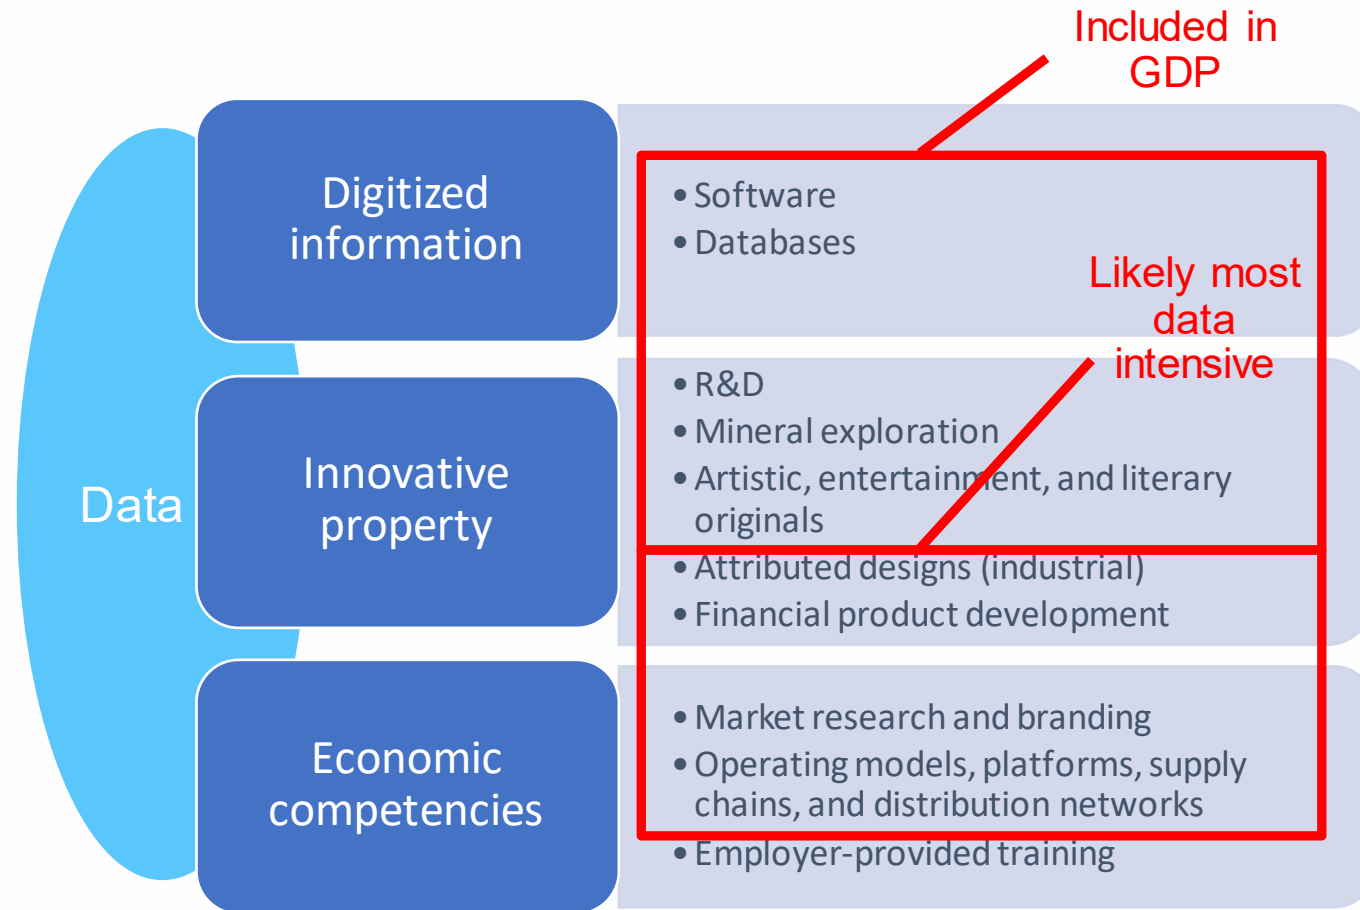 Included in
GDP
Digitized
information
• Software
• Databases
Likely most
data
intensive
Data
Innovative
property
• R&D
• Mineral exploration
• Artistic, entertainment, and literary
originals
• Attributed designs (industrial)
• Financial product development
Economic
competencies
• Market research and branding
• Operating models, platforms, supply
chains, and distribution networks
• Employer-provided training